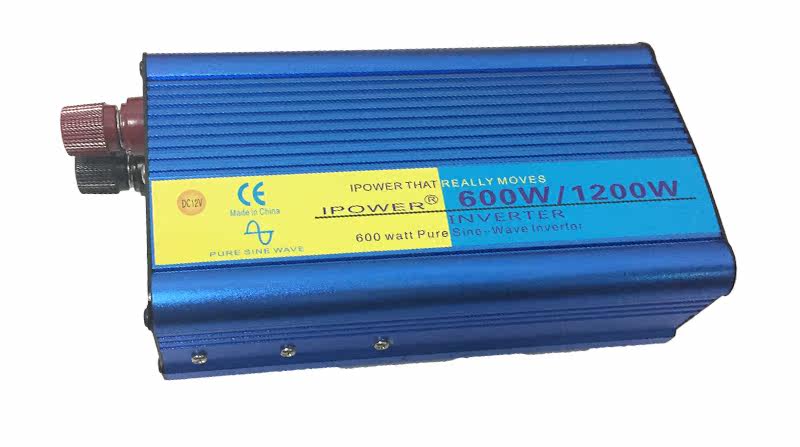 DC12V
CE
Made in China
PURE SINE WAVE
IPOWER THAT REALLY MOVES
IPOWER® 600W/1200W
INVERTER
600 watt Pure Sine-Wave Invertor